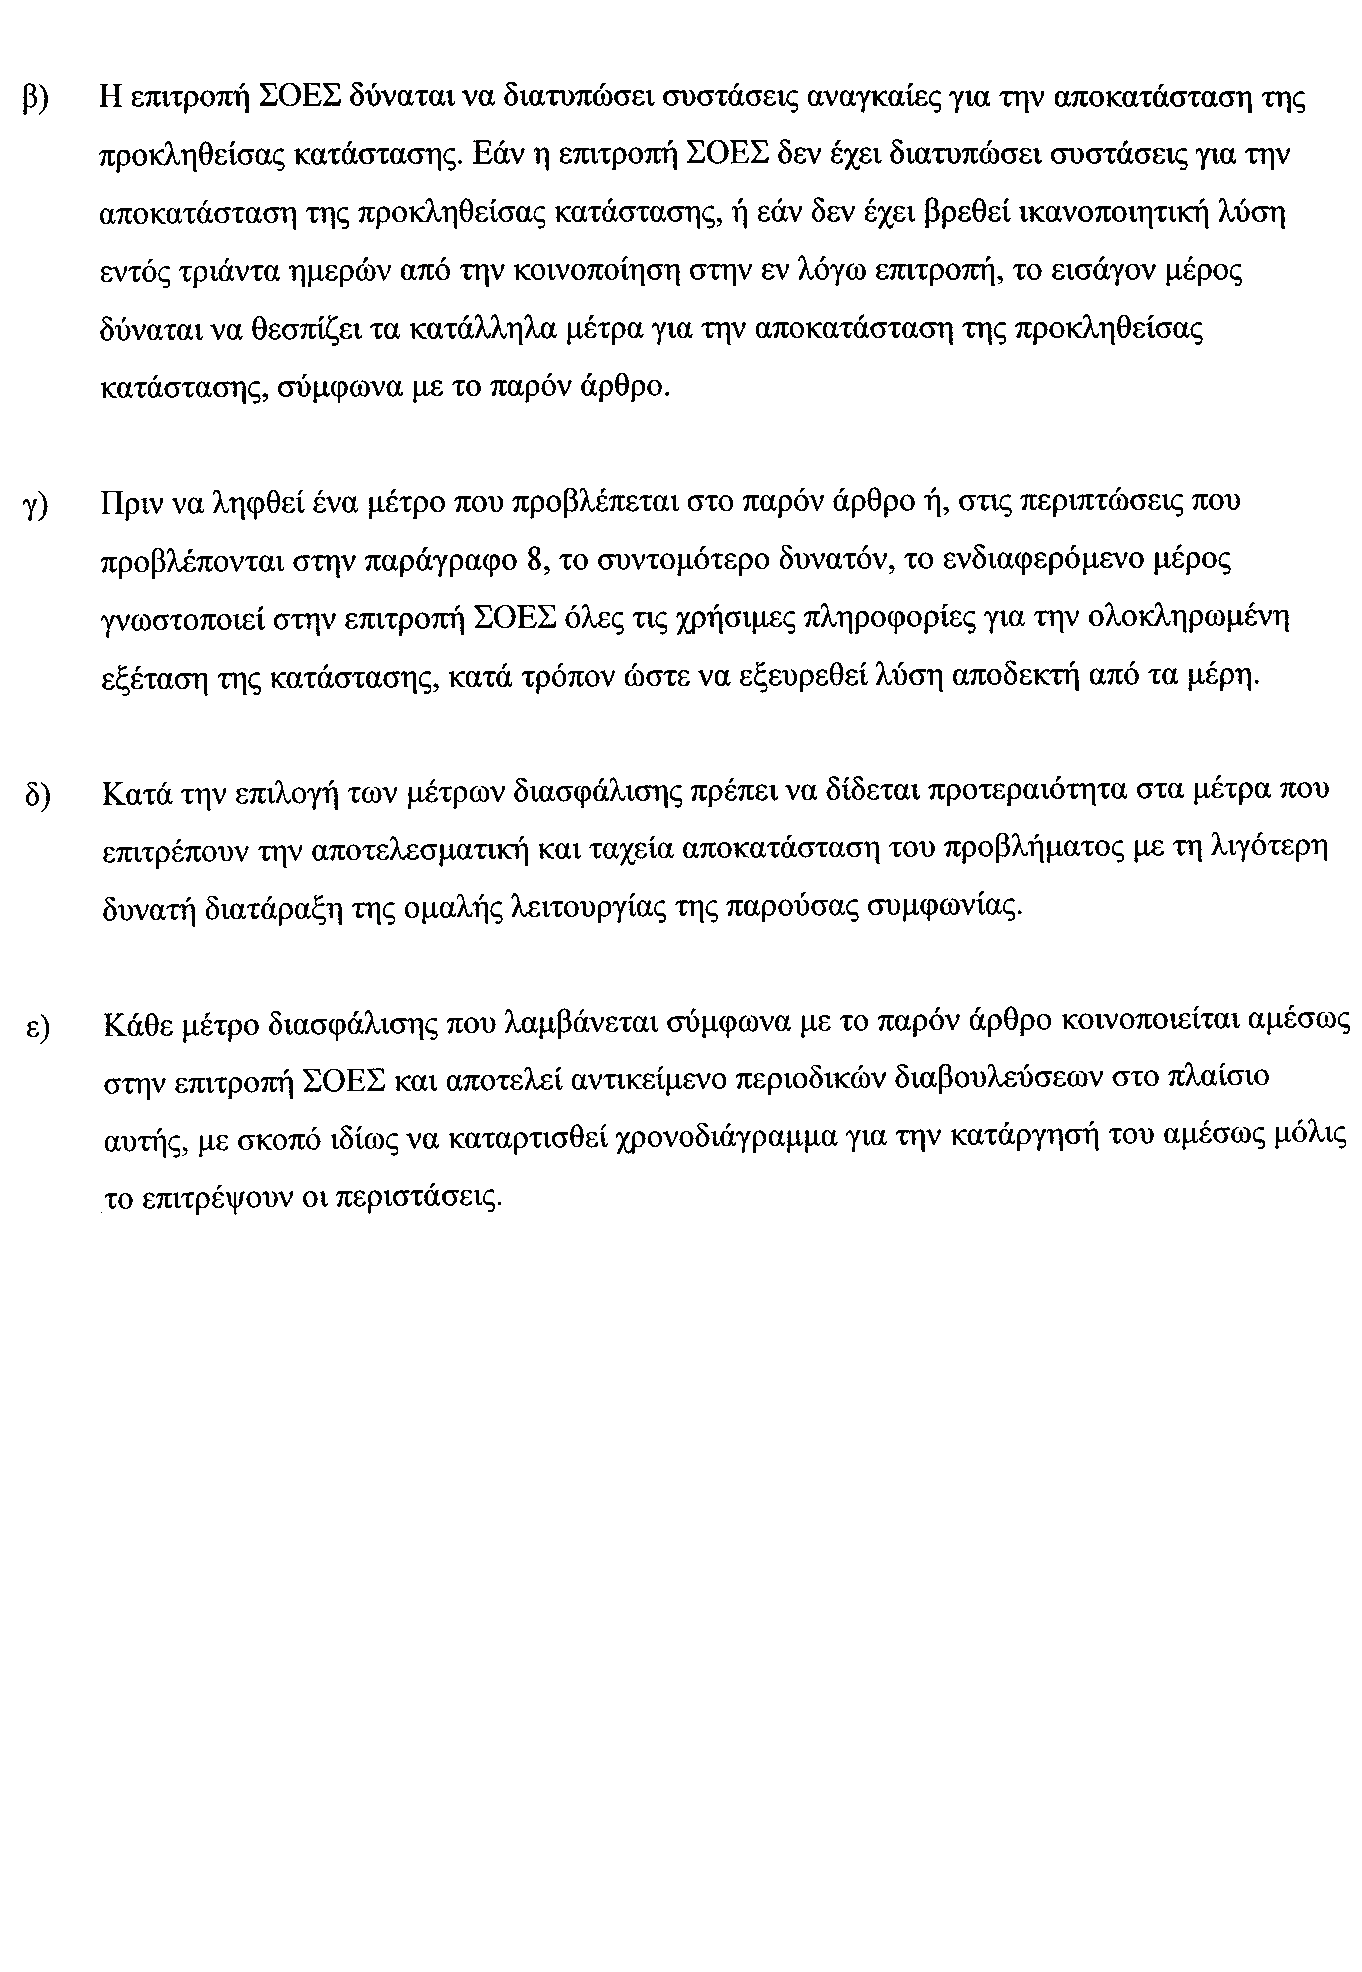 β) Η επιτροπή ΣΟΕΣ δύναται να διατυπώσει συστάσεις αναγκαίες για την αποκατάσταση της
προκληθείσας κατάστασης. Εάν η επιτροπή ΣΟΕΣ δεν έχει διατυπώσει συστάσεις για την
αποκατάσταση της προκληθείσας κατάστασης, ή εάν δεν έχει βρεθεί ικανοποιητική λύση
εντός τριάντα ημερών από την κοινοποίηση στην εν λόγω επιτροπή, το εισάγον μέρος
δύναται να θεσπίζει τα κατάλληλα μέτρα για την αποκατάσταση της προκληθείσας
κατάστασης, σύμφωνα με το παρόν άρθρο.
γ) Πριν να ληφθεί ένα μέτρο που προβλέπεται στο παρόν άρθρο ή, στις περιπτώσεις που
προβλέπονται στην παράγραφο 8, το συντομότερο δυνατόν, το ενδιαφερόμενο μέρος
γνωστοποιεί στην επιτροπή ΣΟΕΣ όλες τις χρήσιμες πληροφορίες για την ολοκληρωμένη
εξέταση της κατάστασης, κατά τρόπον ώστε να εξευρεθεί λύση αποδεκτή από τα μέρη.
δ) Κατά την επιλογή των μέτρων διασφάλισης πρέπει να δίδεται προτεραιότητα στα μέτρα που
επιτρέπουν την αποτελεσματική και ταχεία αποκατάσταση του προβλήματος με τη λιγότερη
δυνατή διατάραξη της ομαλής λειτουργίας της παρούσας συμφωνίας.
ε) Κάθε μέτρο διασφάλισης που λαμβάνεται σύμφωνα με το παρόν άρθρο κοινοποιείται αμέσως
στην επιτροπή ΣΟΕΣ και αποτελεί αντικείμενο περιοδικών διαβουλεύσεων στο πλαίσιο
αυτής, με σκοπό ιδίως να καταρτισθεί χρονοδιάγραμμα για την κατάργησή του αμέσως μόλις
το επιτρέψουν οι περιστάσεις.